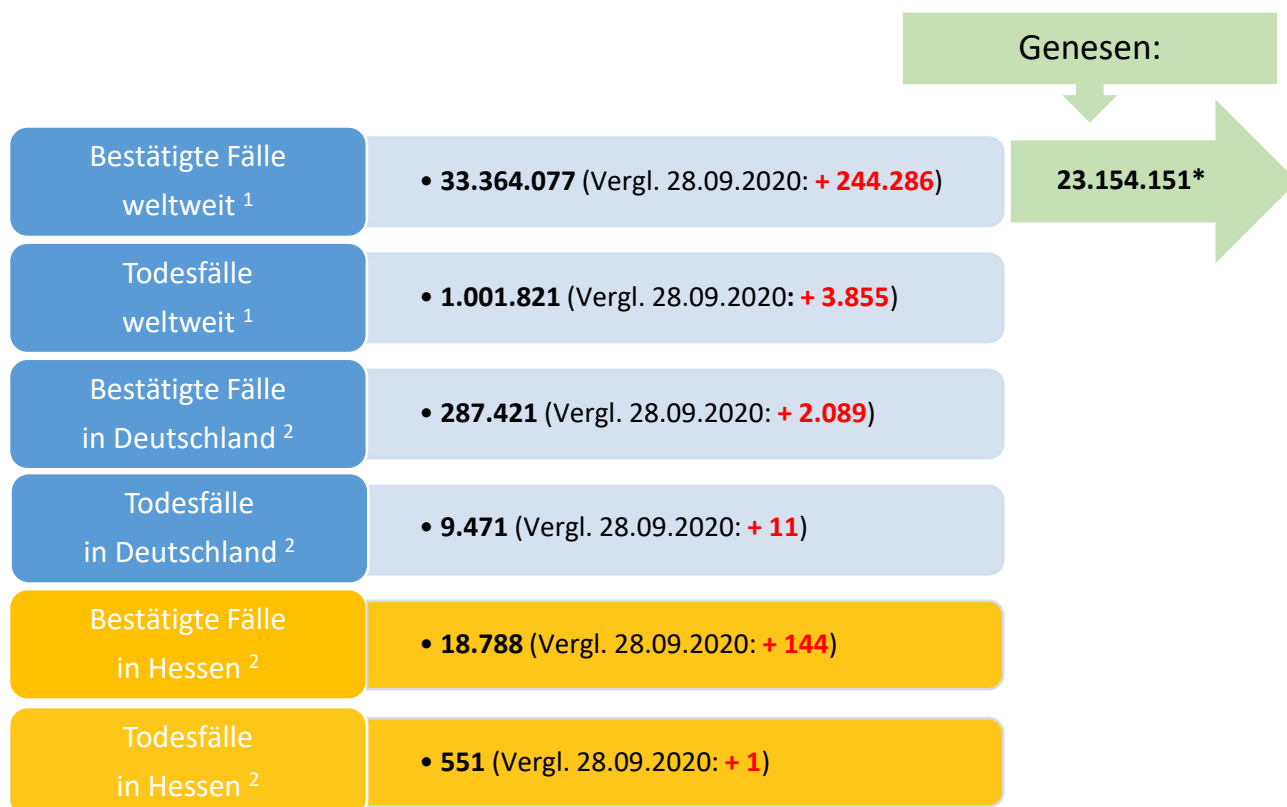 Genesen:
Bestätigte Fälle
weltweit ¹
• 33.364.077 (Vergl. 28.09.2020: + 244.286)
23.154.151*
Todesfälle
weltweit ¹
• 1.001.821 (Vergl. 28.09.2020: + 3.855)
Bestätigte Fälle
in Deutschland ²
• 287.421 (Vergl. 28.09.2020: + 2.089)
Todesfälle
in Deutschland ²
• 9.471 (Vergl. 28.09.2020: + 11)
Bestätigte Fälle
in Hessen ²
• 18.788 (Vergl. 28.09.2020: + 144)
Todesfälle
in Hessen ²
• 551 (Vergl. 28.09.2020: + 1)